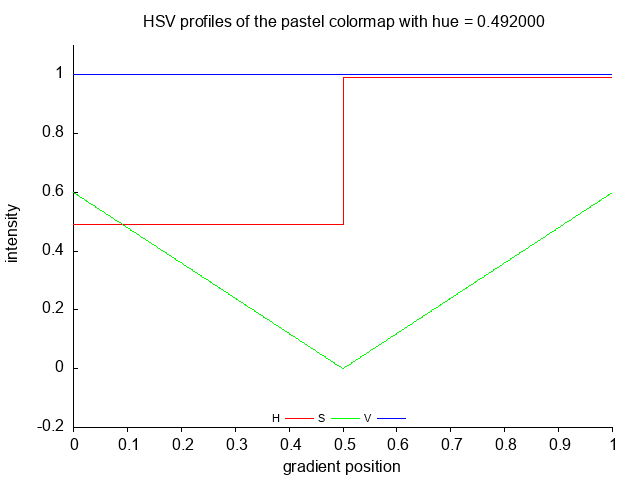 HSV profiles of the pastel colormap with hue = 0.492000
1
0.8
0.6
0.4
0.2
0
-0.2
intensity
H S V
0 0.1 0.2 0.3 0.4 0.5 0.6 0.7 0.8 0.9 1
gradient position